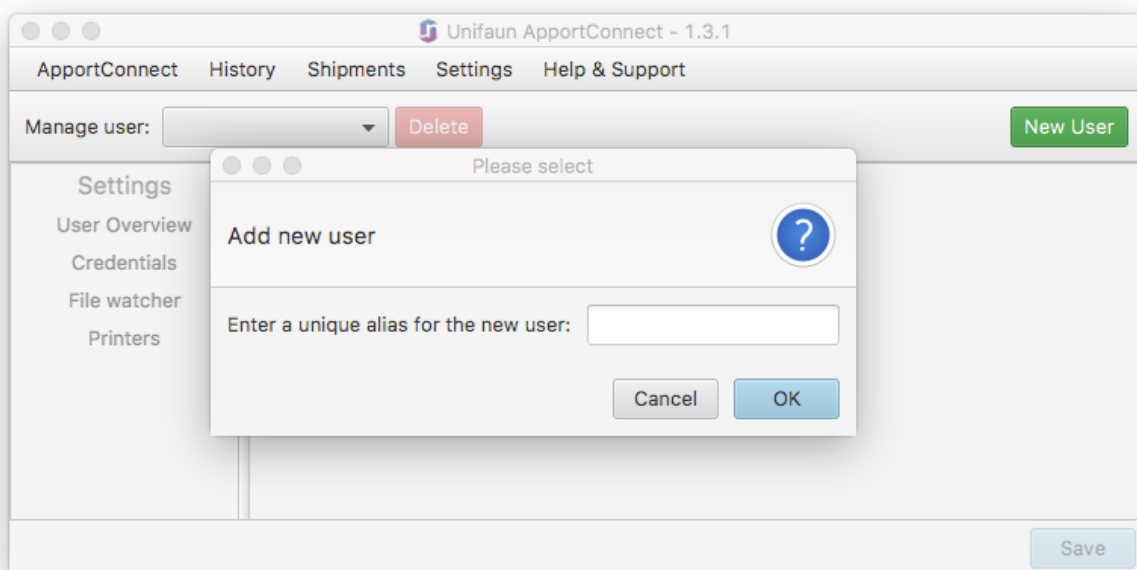 Unifaun ApportConnect - 1.3.1
ApportConnect History Shipments Settings Help & Support
Manage user: Delete New User
Please select
Settings
User Overview
Credentials
File watcher
Printers
Add new user
?
Enter a unique alias for the new user:
Cancel OK
Save